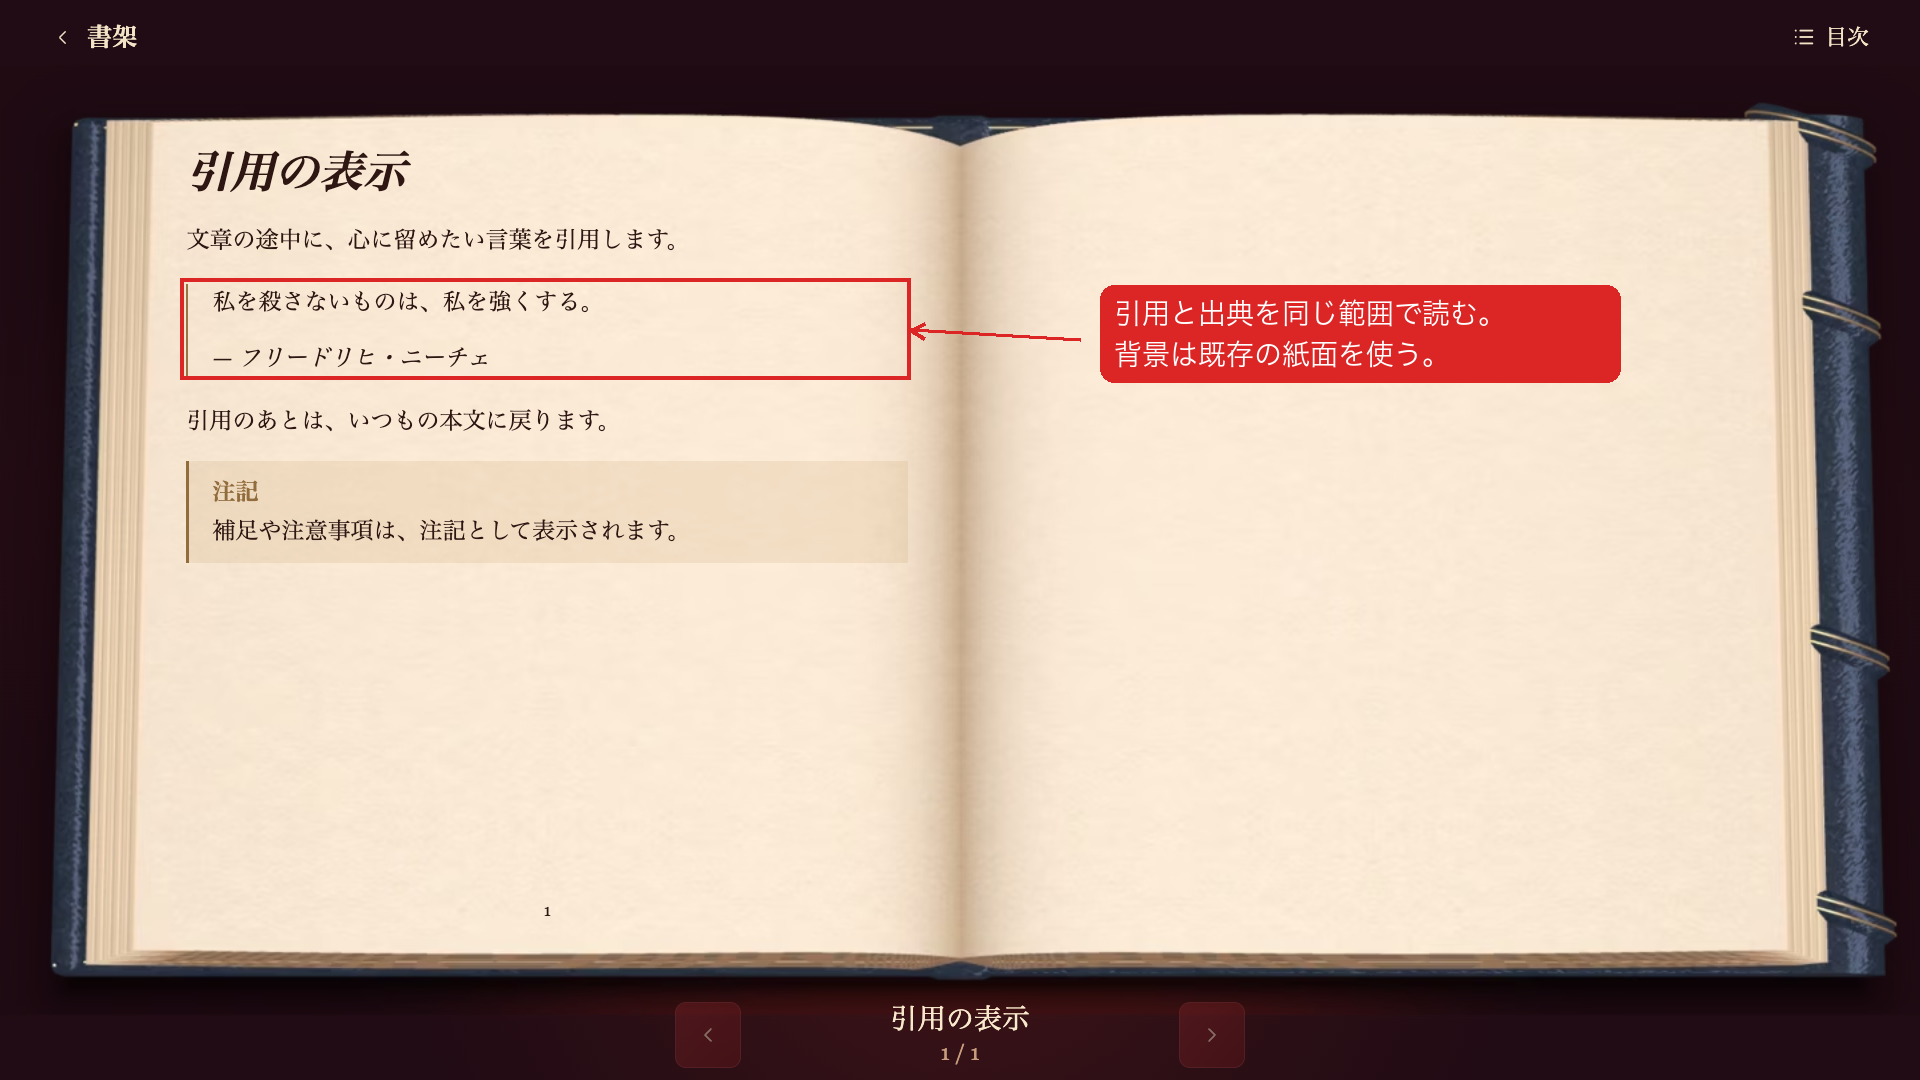 書架
目次
引用の表示
文章の途中に、心に留めたい言葉を引用します。
私を殺さないものは、私を強くする。
— フリードリヒ・ニーチェ
引用のあとは、いつもの本文に戻ります。
注記
補足や注意事項は、注記として表示されます。
1
引用と出典を同じ範囲で読む。
背景は既存の紙面を使う。
引用の表示
1 / 1